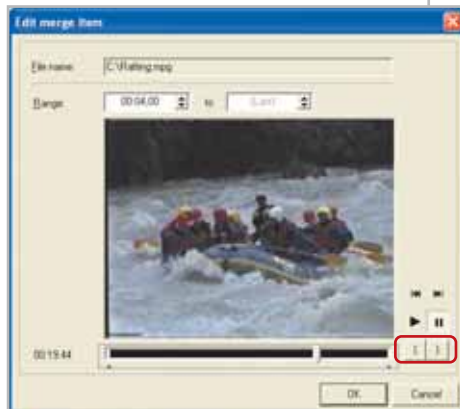 Edit merge item
File name: C:\Rafting.mpg
Range: 00:04.00 to (Last)
00:19.44
OK Cancel